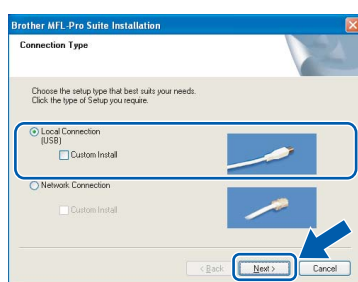 Brother MFL-Pro Suite Installation
Connection Type
Choose the setup type that best suits your needs.
Click the type of Setup you require.
Local Connection
(USB)
Custom Install
Network Connection
Custom Install
< Back
Next >
Cancel